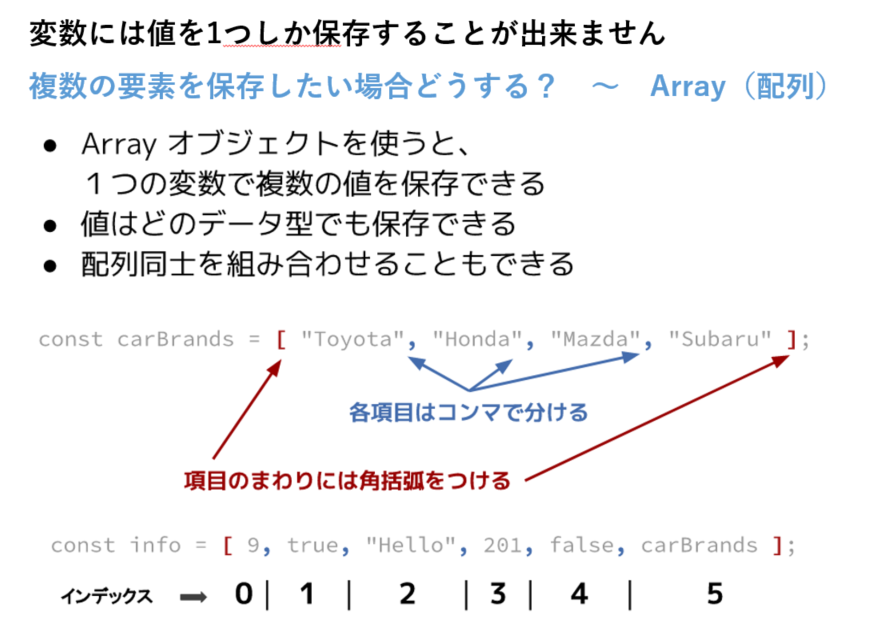 変数には値を1つしか保存することが出来ません
複数の要素を保存したい場合どうする？　～　Array（配列）
● Array オブジェクトを使うと、
１つの変数で複数の値を保存できる
● 値はどのデータ型でも保存できる
● 配列同士を組み合わせることもできる
const carBrands = [ "Toyota", "Honda", "Mazda", "Subaru" ];
各項目はコンマで分ける
項目のまわりには角括弧をつける
const info = [ 9, true, "Hello", 201, false, carBrands ];
インデックス ➡ 0 | 1 | 2 | 3 | 4 | 5